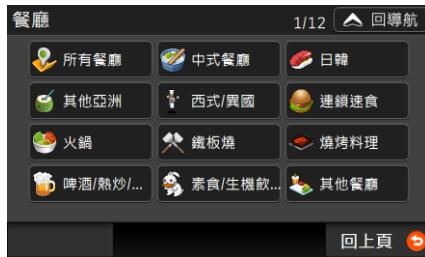 餐廳 1/12 回導航
所有餐廳 中式餐廳 日韓
其他亞洲 西式/異國 連鎖速食
火鍋 鐵板燒 燒烤料理
啤酒/熱炒/... 素食/生機飲... 其他餐廳
回上頁